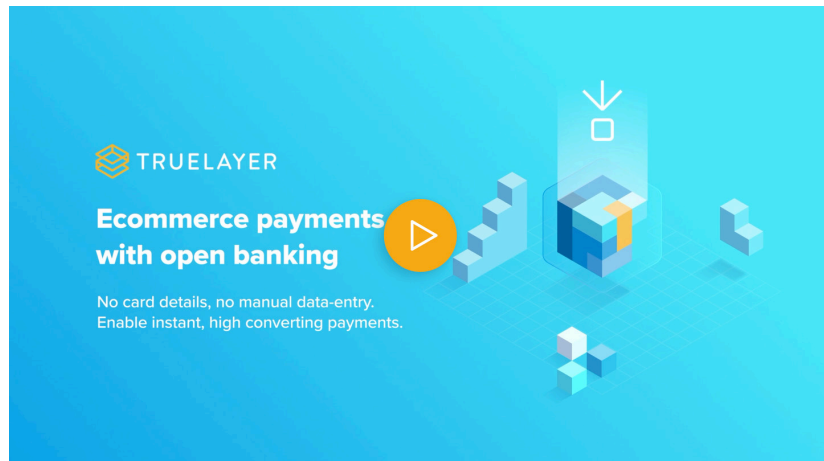 TRUELAYER
Ecommerce payments
with open banking
No card details, no manual data-entry.
Enable instant, high converting payments.